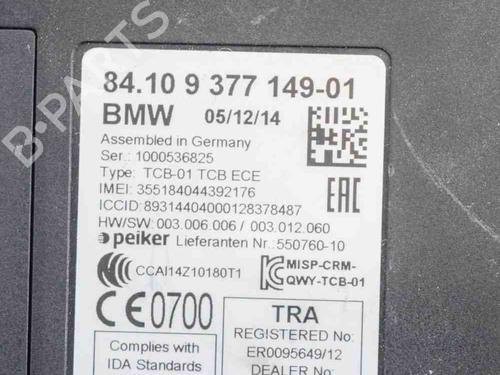 84.10 9 377 149-01
BMW 05/12/14
Assembled in Germany
Ser.: 1000536825
Type: TCB-01 TCB ECE
IMEI: 355184044392176
ICCID: 89314404000128378487
HW/SW: 003.006.006 / 003.012.060
peiker Lieferanten Nr.: 550760-10
CCAI14Z10180T1
MISP-CRM-
QWY-TCB-01
EAC
CE0700
Complies with
IDA Standards
TRA
REGISTERED No:
ER0095649/12
DEALER No:
B-PARTS